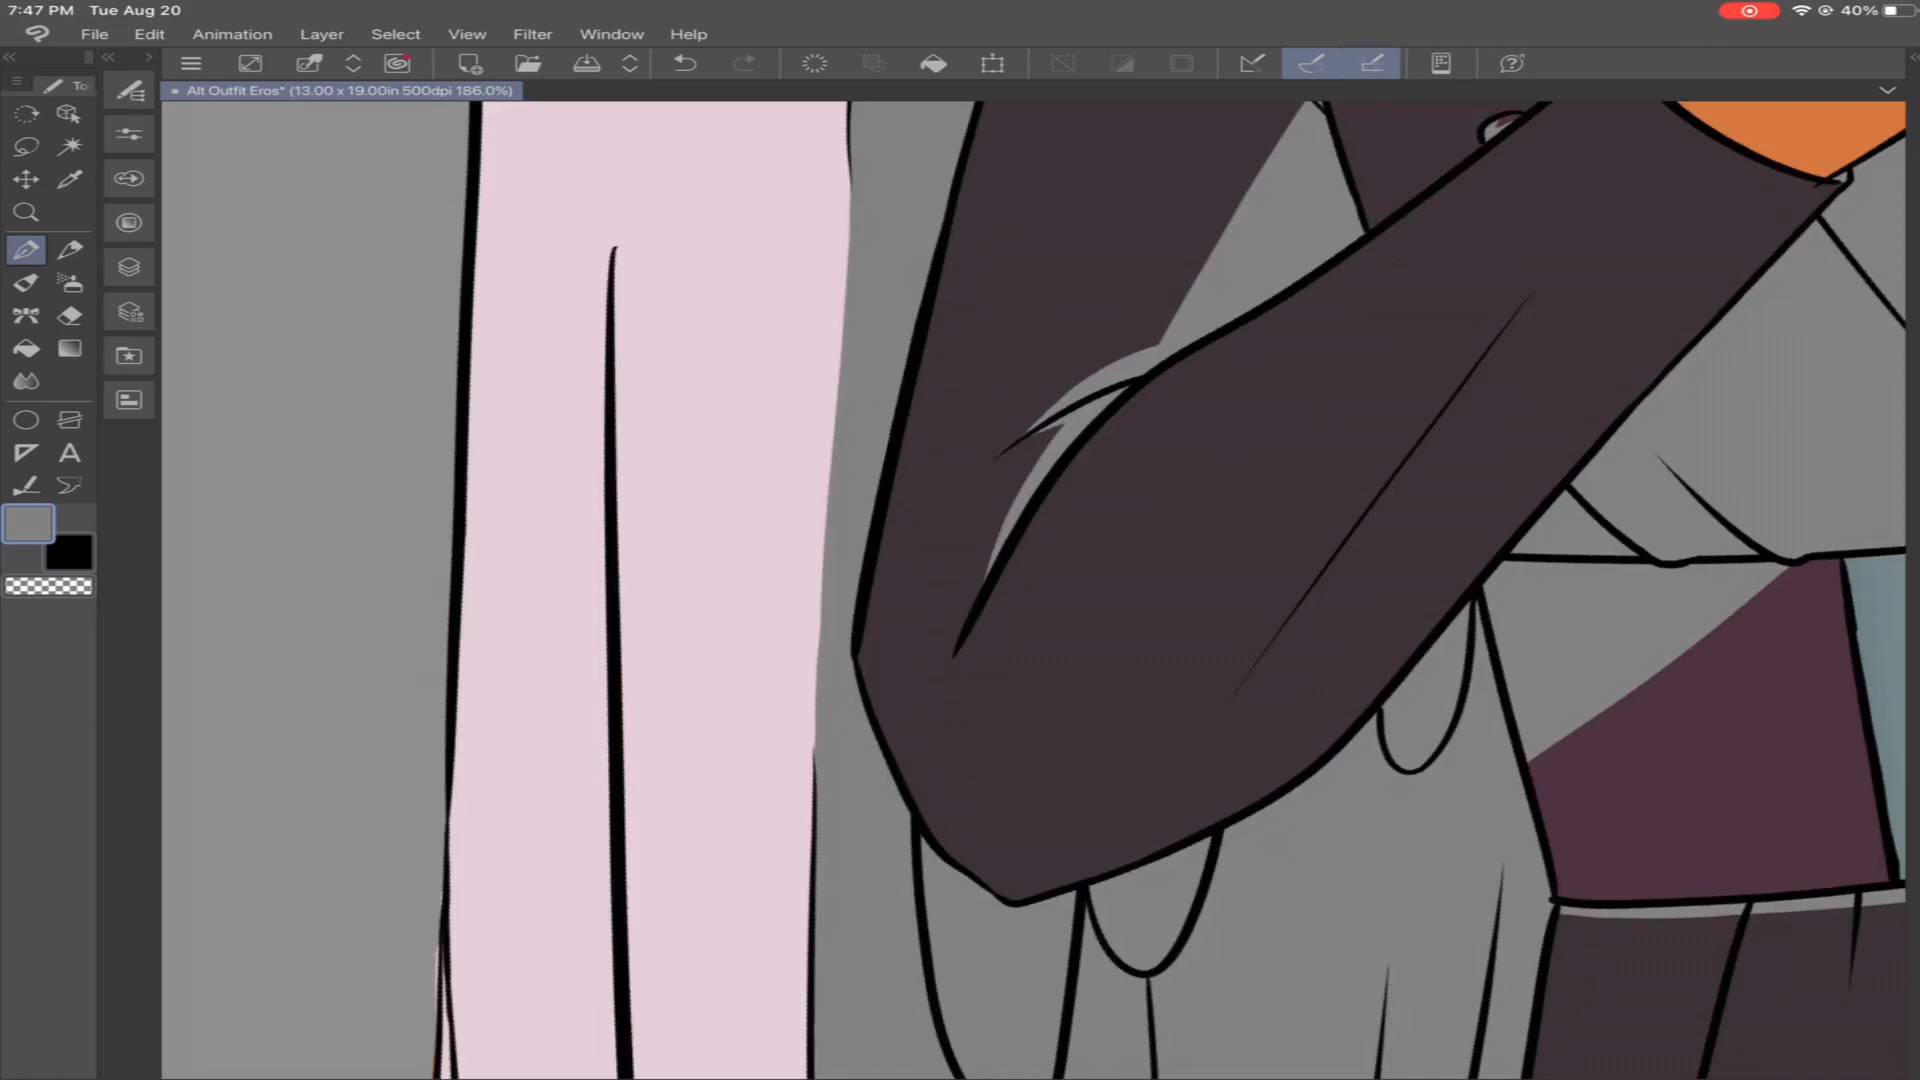 7:47 PM Tue Aug 20
40%
File Edit Animation Layer Select View Filter Window Help
To
Alt Outfit Eros* (13.00 x 19.00in 500dpi 186.0%)
A